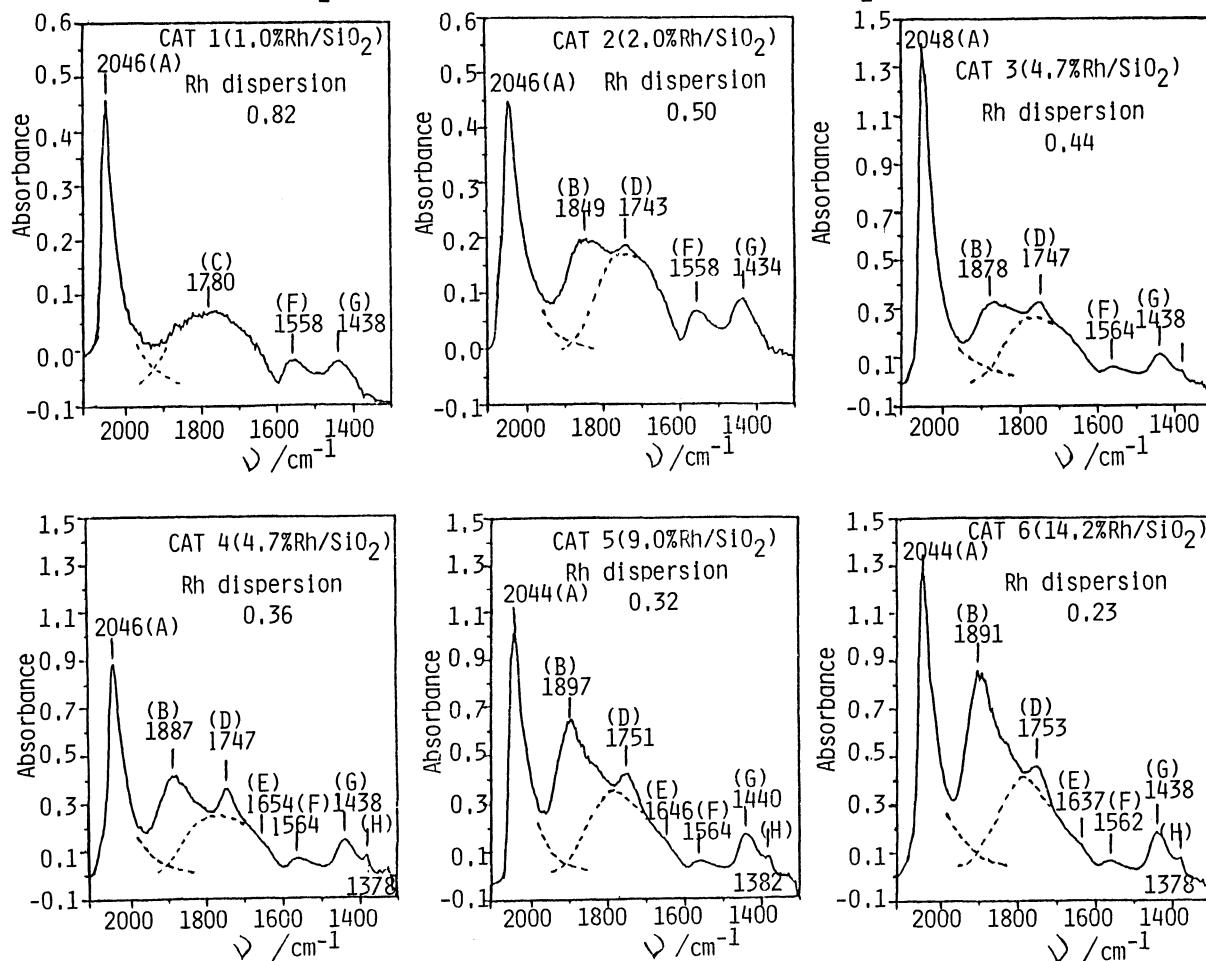 CAT 1(1.0%Rh/SiO2)
2046(A)
Rh dispersion
0.82
(C)
1780
(F)
1558
(G)
1438
0.6
0.5
0.4
0.3
0.2
0.1
0.0
-0.1
Absorbance
2000 1800 1600 1400
ν /cm-1
CAT 2(2.0%Rh/SiO2)
2046(A)
Rh dispersion
0.50
(B)
1849
(D)
1743
(F)
1558
(G)
1434
0.6
0.5
0.4
0.3
0.2
0.1
0.0
-0.1
Absorbance
2000 1800 1600 1400
ν /cm-1
2048(A)
CAT 3(4.7%Rh/SiO2)
Rh dispersion
0.44
(B)
1878
(D)
1747
(F)
1564
(G)
1438
1.5
1.3
1.1
0.9
0.7
0.5
0.3
0.1
-0.1
Absorbance
2000 1800 1600 1400
ν /cm-1
CAT 4(4.7%Rh/SiO2)
Rh dispersion
0.36
2046(A)
(B)
1887
(D)
1747
(E)
1654
(F)
1564
(G)
1438
(H)
1378
1.5
1.3
1.1
0.9
0.7
0.5
0.3
0.1
-0.1
Absorbance
2000 1800 1600 1400
ν /cm-1
CAT 5(9.0%Rh/SiO2)
Rh dispersion
0.32
2044(A)
(B)
1897
(D)
1751
(E)
1646
(F)
1564
(G)
1440
(H)
1382
1.5
1.3
1.1
0.9
0.7
0.5
0.3
0.1
-0.1
Absorbance
2000 1800 1600 1400
ν /cm-1
CAT 6(14.2%Rh/SiO2)
2044(A)
Rh dispersion
0.23
(B)
1891
(D)
1753
(E)
1637
(F)
1562
(G)
1438
(H)
1378
1.5
1.3
1.1
0.9
0.7
0.5
0.3
0.1
-0.1
Absorbance
2000 1800 1600 1400
ν /cm-1